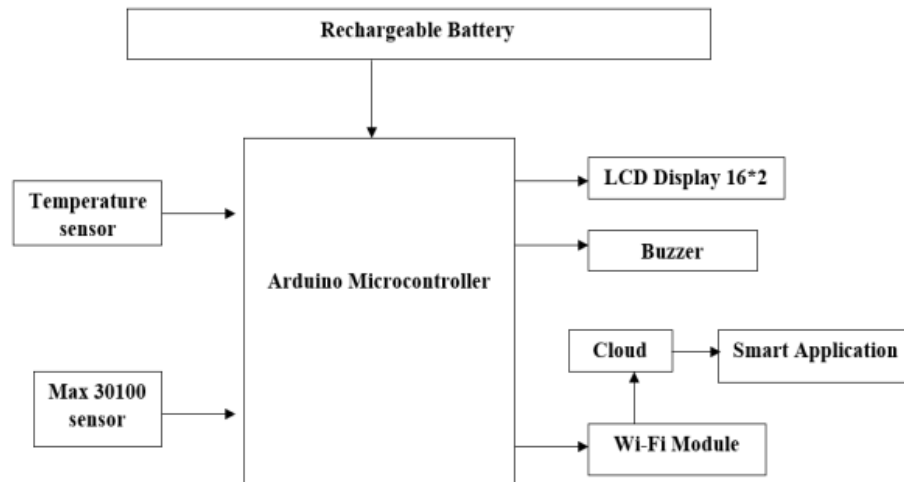 Rechargeable Battery
LCD Display 16*2
Temperature
sensor
Buzzer
Arduino Microcontroller
Cloud
Smart Application
Max 30100
sensor
Wi-Fi Module